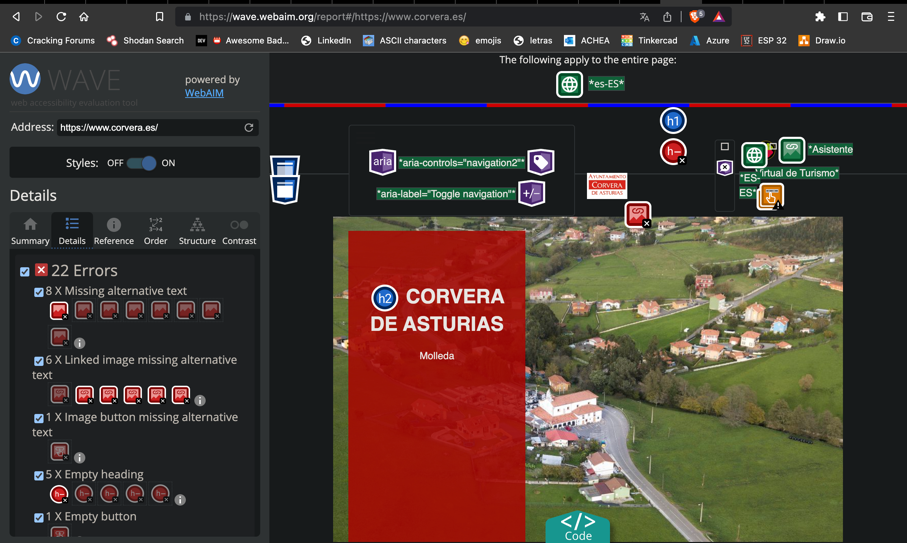 https://wave.webaim.org/report#/https://www.corvera.es/
6
Cracking Forums
Shodan Search
Awesome Bad...
LinkedIn
ASCII characters
emojis
letras
ACHEA
Tinkercad
Azure
ESP 32
Draw.io
WAVE
web accessibility evaluation tool
powered by
WebAIM
Address: https://www.corvera.es/
Styles: OFF ON
Details
Summary Details Reference Order Structure Contrast
22 Errors
8 X Missing alternative text
6 X Linked image missing alternative
text
1 X Image button missing alternative
text
5 X Empty heading
1 X Empty button
The following apply to the entire page:
*es-ES*
h1
aria *aria-controls="navigation2"*
*aria-label="Toggle navigation"* +/-
AYUNTAMIENTO
CORVERA
DE ASTURIAS
*Asistente
Virtual de Turismo*
*ES-
ES*
h2 CORVERA
DE ASTURIAS
Molleda
</>
Code